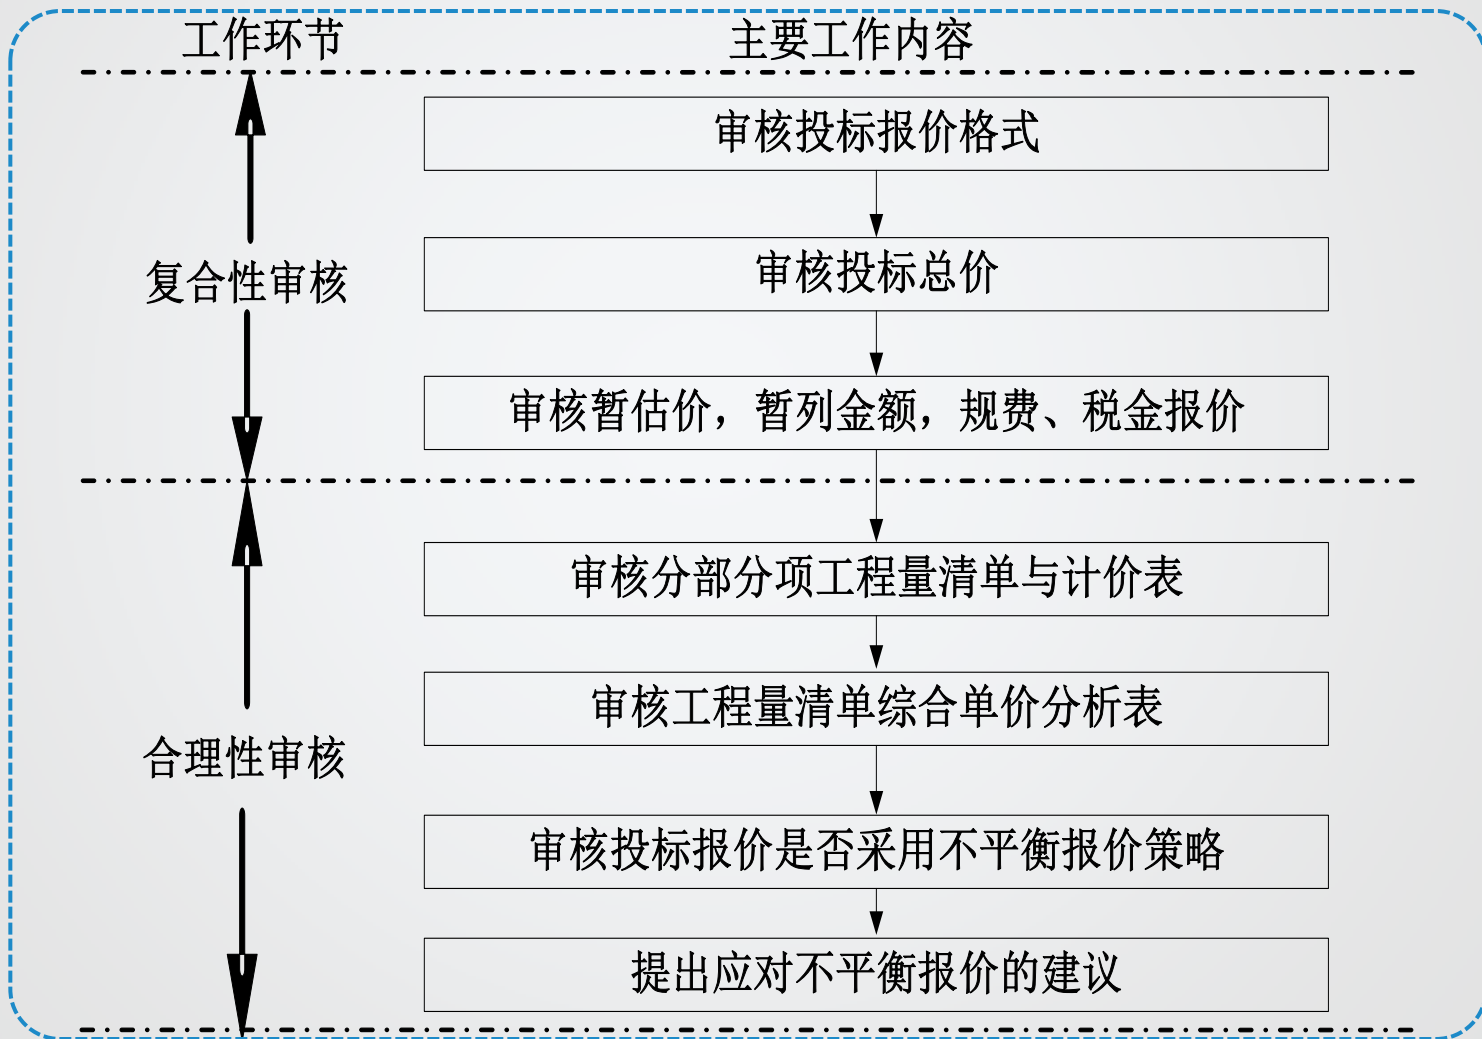 工作环节
主要工作内容
审核投标报价格式
审核投标总价
复合性审核
审核暂估价，暂列金额，规费、税金报价
审核分部分项工程量清单与计价表
审核工程量清单综合单价分析表
合理性审核
审核投标报价是否采用不平衡报价策略
提出应对不平衡报价的建议